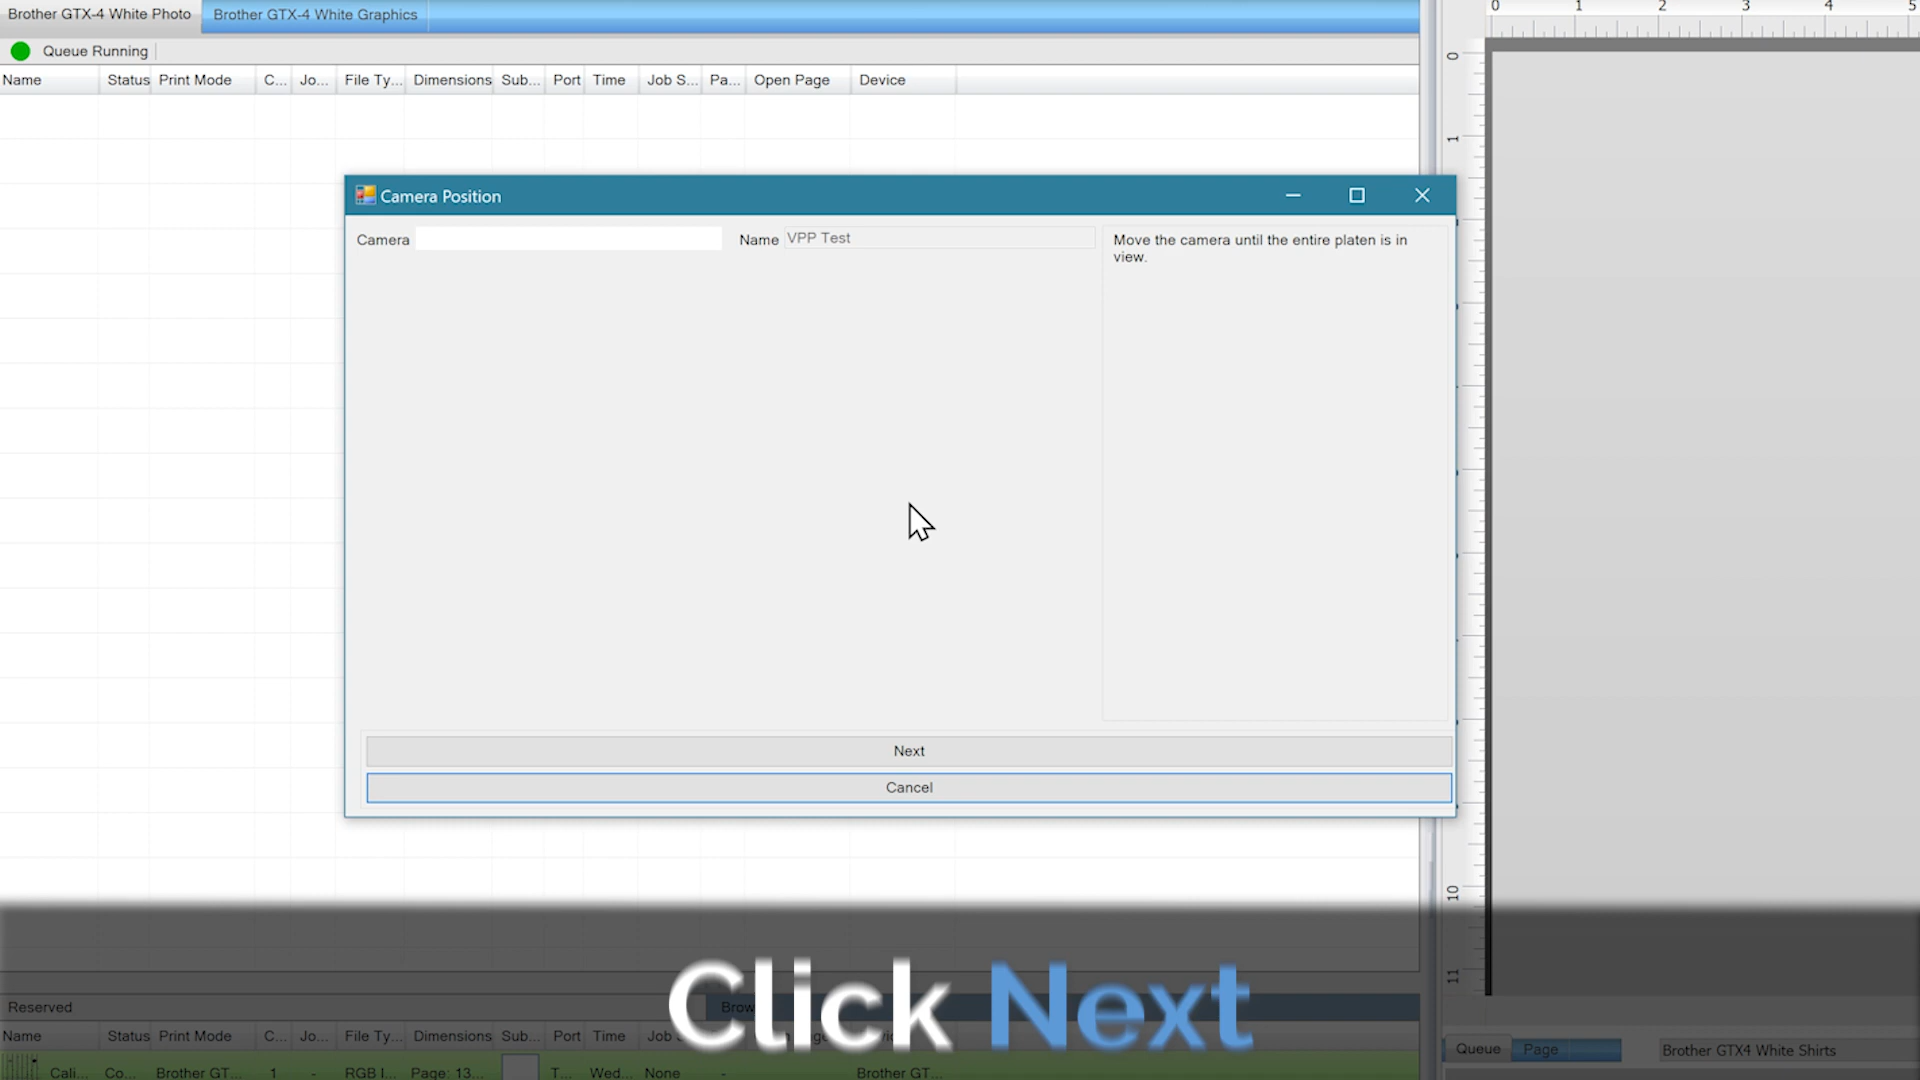 Brother GTX-4 White Photo
Brother GTX-4 White Graphics
0 1 2 3 4 5
Queue Running
Name Status Print Mode C... Jo... File Ty... Dimensions Sub... Port Time Job S... Pa... Open Page Device
0
1
Camera Position
Camera
Name VPP Test
Move the camera until the entire platen is in
view.
Next
Cancel
10
11
Click Next
Reserved
Name Status Print Mode C... Jo... File Ty... Dimensions Sub... Port Time
Cali... Co... Brother GT... 1 - RGB I... Page: 13... T... Wed... None - Brother GT...
Queue Page
Brother GTX4 White Shirts